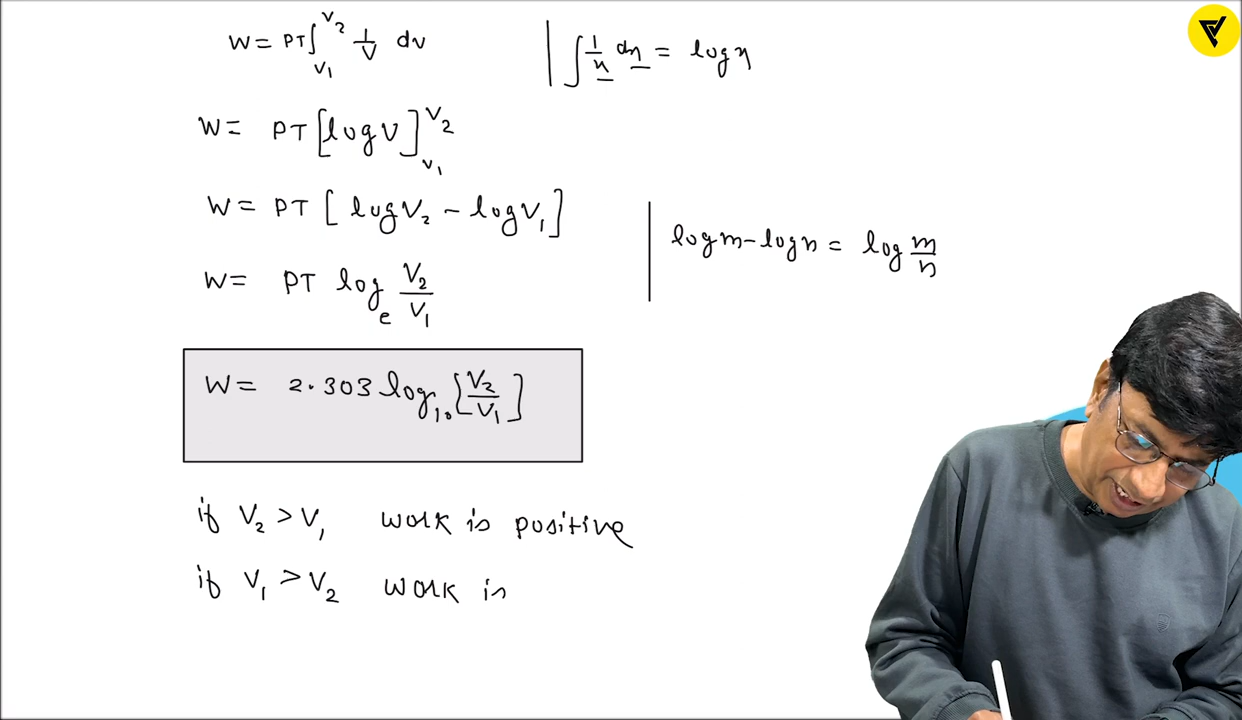 W = PT ∫_{V₁}^{V₂} 1/V dv
∫ 1/x dx = log x
W = PT [log V]_{V₁}^{V₂}
W = PT [ log V₂ − log V₁ ]
log m − log n = log m/n
W = PT log_e V₂/V₁
W = 2.303 log₁₀ [V₂/V₁]
if V₂ > V₁ work is positive
if V₁ > V₂ work is